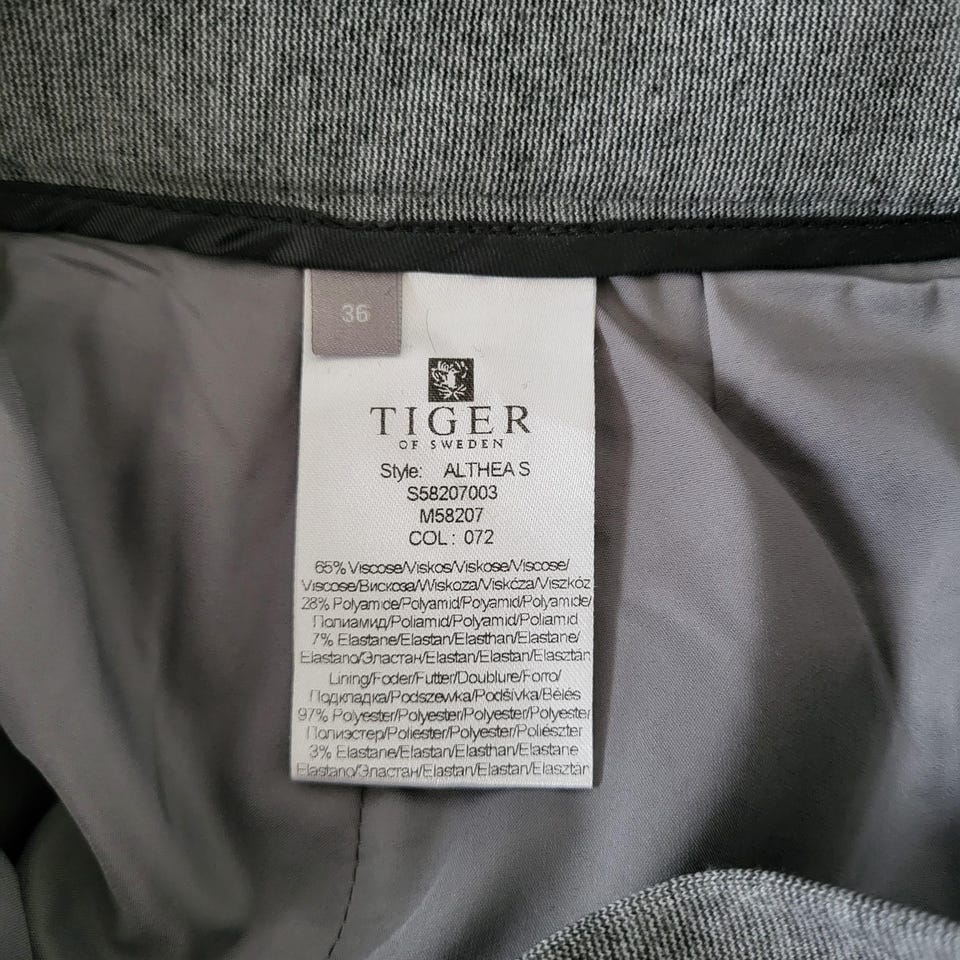 36
TIGER
OF SWEDEN
Style: ALTHEA S
S58207003
M58207
COL: 072
65% Viscose/Viskos/Viskose/Viscose/
Viscose/Вискоза/Wiskoza/Viskóza/Viszkóz
28% Polyamide/Polyamid/Poyamid/Polyamide/
Полиамид/Poliamid/Polyamid/Poliamid
7% Elastane/Elastan/Elasthan/Elastane/
Elastano/Эластан/Elastan/Elastan/Elasztán
Lining/Foder/Futter/Doublure/Forro/
Подкладка/Podszewka/Podšívka/Bélés
97% Polyester/Polyester/Polyester/Polyester
Полиэстер/Poliester/Polyester/Poliészter
3% Elastane/Elastan/Elasthan/Elastane
Elastano/Эластан/Elastan/Elastan/Elasztán